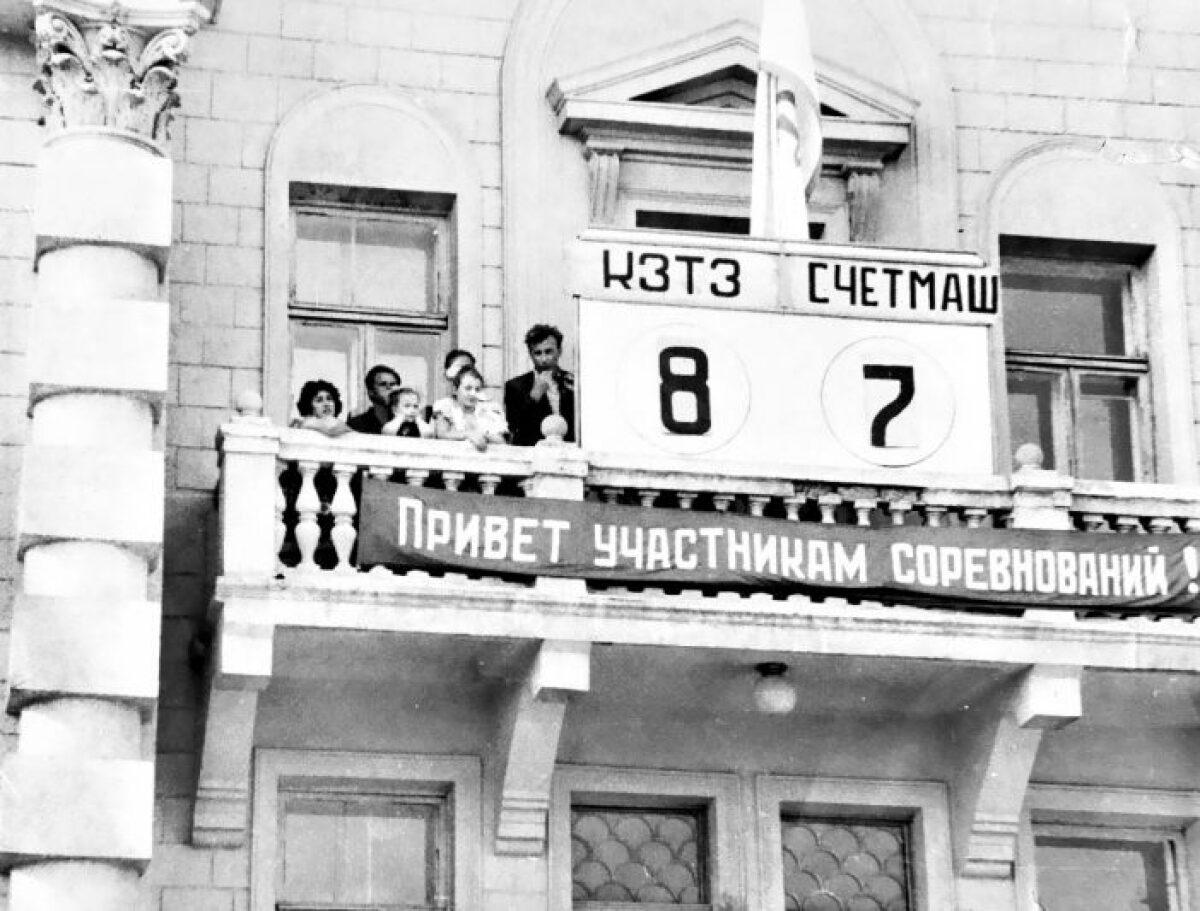 КЗТЗ СЧЕТМАШ
8 7
Привет участникам соревнований!